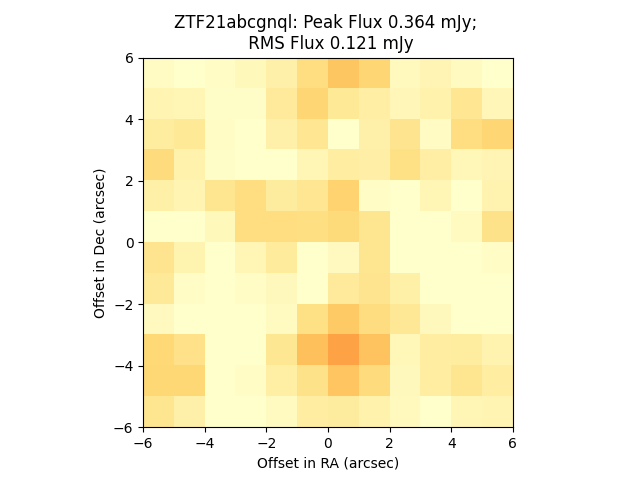 ZTF21abcgnql: Peak Flux 0.364 mJy;
RMS Flux 0.121 mJy
6
4
2
0
−2
−4
−6
Offset in Dec (arcsec)
−6 −4 −2 0 2 4 6
Offset in RA (arcsec)